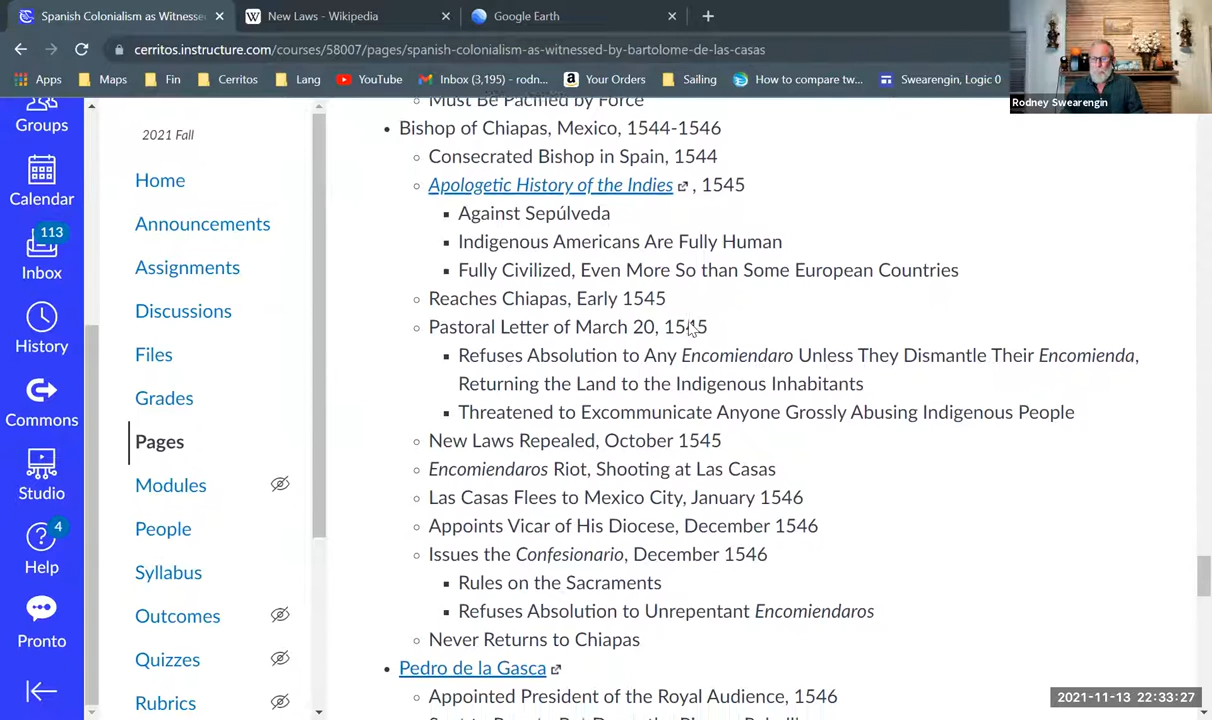 Spanish Colonialism as Witnesse
New Laws - Wikipedia
Google Earth
cerritos.instructure.com/courses/58007/pages/spanish-colonialism-as-witnessed-by-bartolome-de-las-casas
Apps
Maps
Fin
Cerritos
Lang
YouTube
Inbox (3,195) - rodn...
Your Orders
Sailing
How to compare tw...
Swearengin, Logic 0
Rodney Swearengin
Groups
Calendar
113
Inbox
History
Commons
Studio
4
Help
Pronto
2021 Fall
Home
Announcements
Assignments
Discussions
Files
Grades
Pages
Modules
People
Syllabus
Outcomes
Quizzes
Rubrics
Must Be Pacified by Force
Bishop of Chiapas, Mexico, 1544-1546
Consecrated Bishop in Spain, 1544
Apologetic History of the Indies , 1545
Against Sepúlveda
Indigenous Americans Are Fully Human
Fully Civilized, Even More So than Some European Countries
Reaches Chiapas, Early 1545
Pastoral Letter of March 20, 1545
Refuses Absolution to Any Encomiendaro Unless They Dismantle Their Encomienda,
Returning the Land to the Indigenous Inhabitants
Threatened to Excommunicate Anyone Grossly Abusing Indigenous People
New Laws Repealed, October 1545
Encomiendaros Riot, Shooting at Las Casas
Las Casas Flees to Mexico City, January 1546
Appoints Vicar of His Diocese, December 1546
Issues the Confesionario, December 1546
Rules on the Sacraments
Refuses Absolution to Unrepentant Encomiendaros
Never Returns to Chiapas
Pedro de la Gasca
Appointed President of the Royal Audience, 1546
2021-11-13 22:33:27